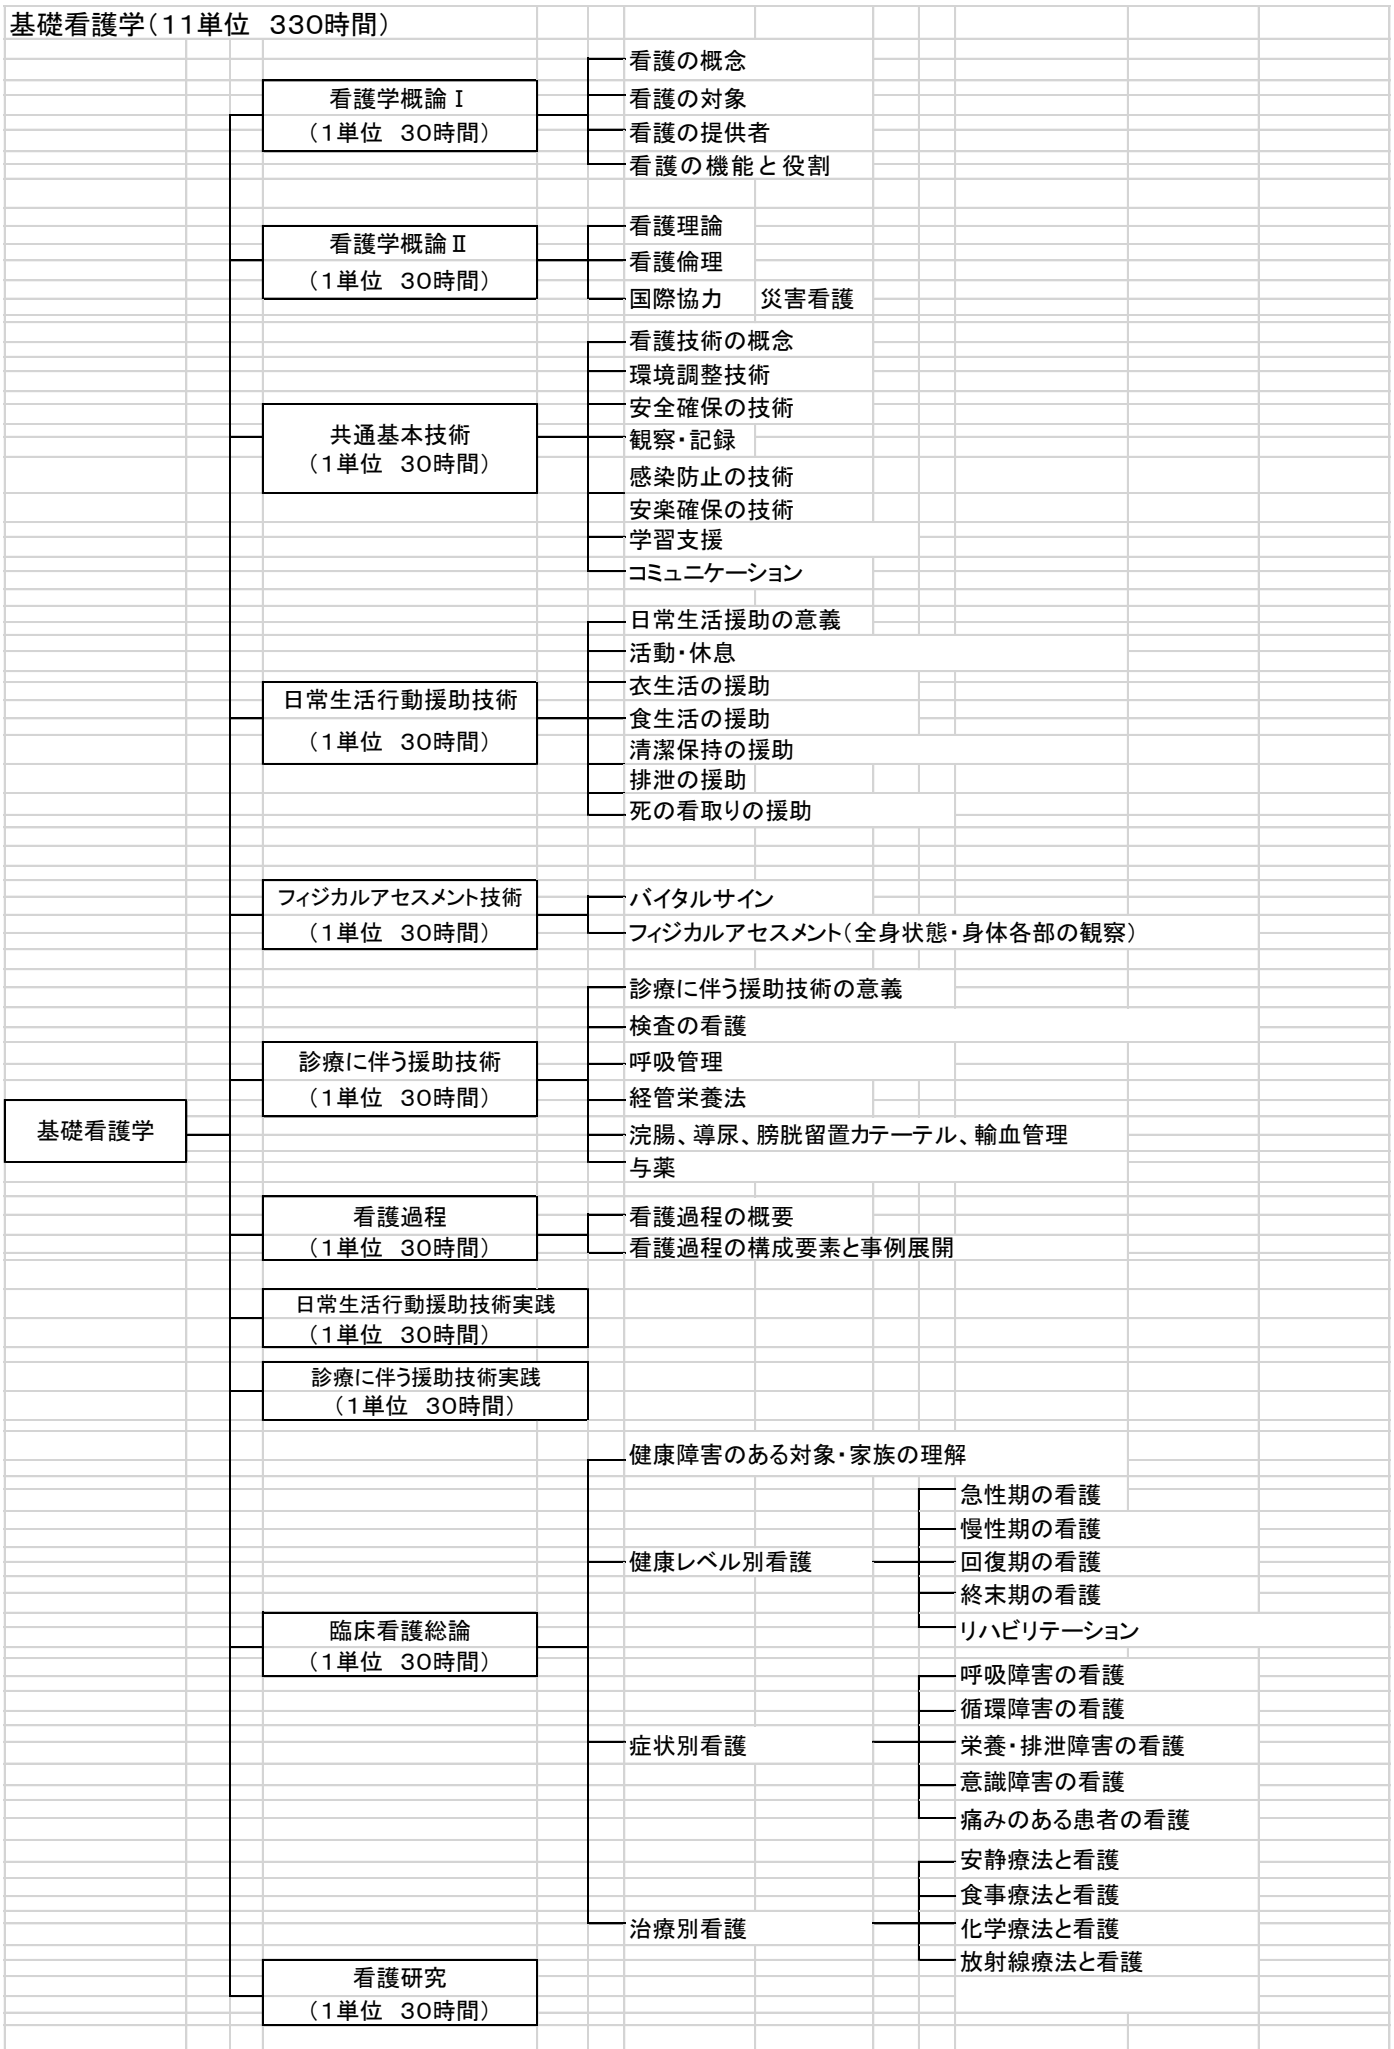 基礎看護学（１１単位　３３０時間）
看護の概念
看護学概論Ⅰ
（１単位　３０時間）
看護の対象
看護の提供者
看護の機能と役割
看護理論
看護学概論Ⅱ
（１単位　３０時間）
看護倫理
国際協力　災害看護
看護技術の概念
環境調整技術
安全確保の技術
共通基本技術
（１単位　３０時間）
観察・記録
感染防止の技術
安楽確保の技術
学習支援
コミュニケーション
日常生活援助の意義
活動・休息
衣生活の援助
日常生活行動援助技術
（１単位　３０時間）
食生活の援助
清潔保持の援助
排泄の援助
死の看取りの援助
フィジカルアセスメント技術
（１単位　３０時間）
バイタルサイン
フィジカルアセスメント（全身状態・身体各部の観察）
診療に伴う援助技術の意義
検査の看護
診療に伴う援助技術
（１単位　３０時間）
呼吸管理
経管栄養法
基礎看護学
浣腸、導尿、膀胱留置カテーテル、輸血管理
与薬
看護過程
（１単位　３０時間）
看護過程の概要
看護過程の構成要素と事例展開
日常生活行動援助技術実践
（１単位　３０時間）
診療に伴う援助技術実践
（１単位　３０時間）
健康障害のある対象・家族の理解
急性期の看護
慢性期の看護
健康レベル別看護
回復期の看護
終末期の看護
リハビリテーション
臨床看護総論
（１単位　３０時間）
呼吸障害の看護
循環障害の看護
症状別看護
栄養・排泄障害の看護
意識障害の看護
痛みのある患者の看護
安静療法と看護
食事療法と看護
治療別看護
化学療法と看護
放射線療法と看護
看護研究
（１単位　３０時間）